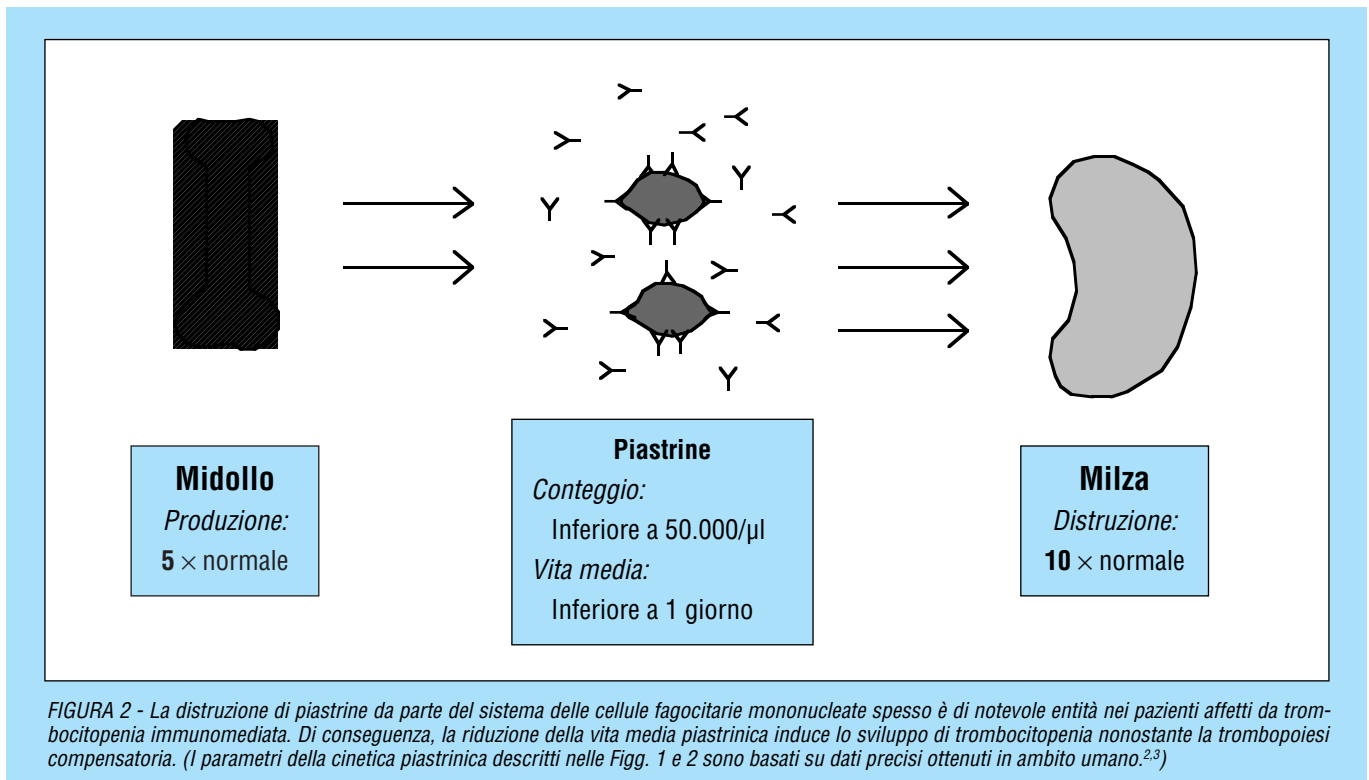 Midollo
Produzione:
5 × normale
Piastrine
Conteggio:
Inferiore a 50.000/µl
Vita media:
Inferiore a 1 giorno
Milza
Distruzione:
10 × normale
FIGURA 2 - La distruzione di piastrine da parte del sistema delle cellule fagocitarie mononucleate spesso è di notevole entità nei pazienti affetti da trom-
bocitopenia immunomediata. Di conseguenza, la riduzione della vita media piastrinica induce lo sviluppo di trombocitopenia nonostante la trombopoiesi
compensatoria. (I parametri della cinetica piastrinica descritti nelle Figg. 1 e 2 sono basati su dati precisi ottenuti in ambito umano.2,3)